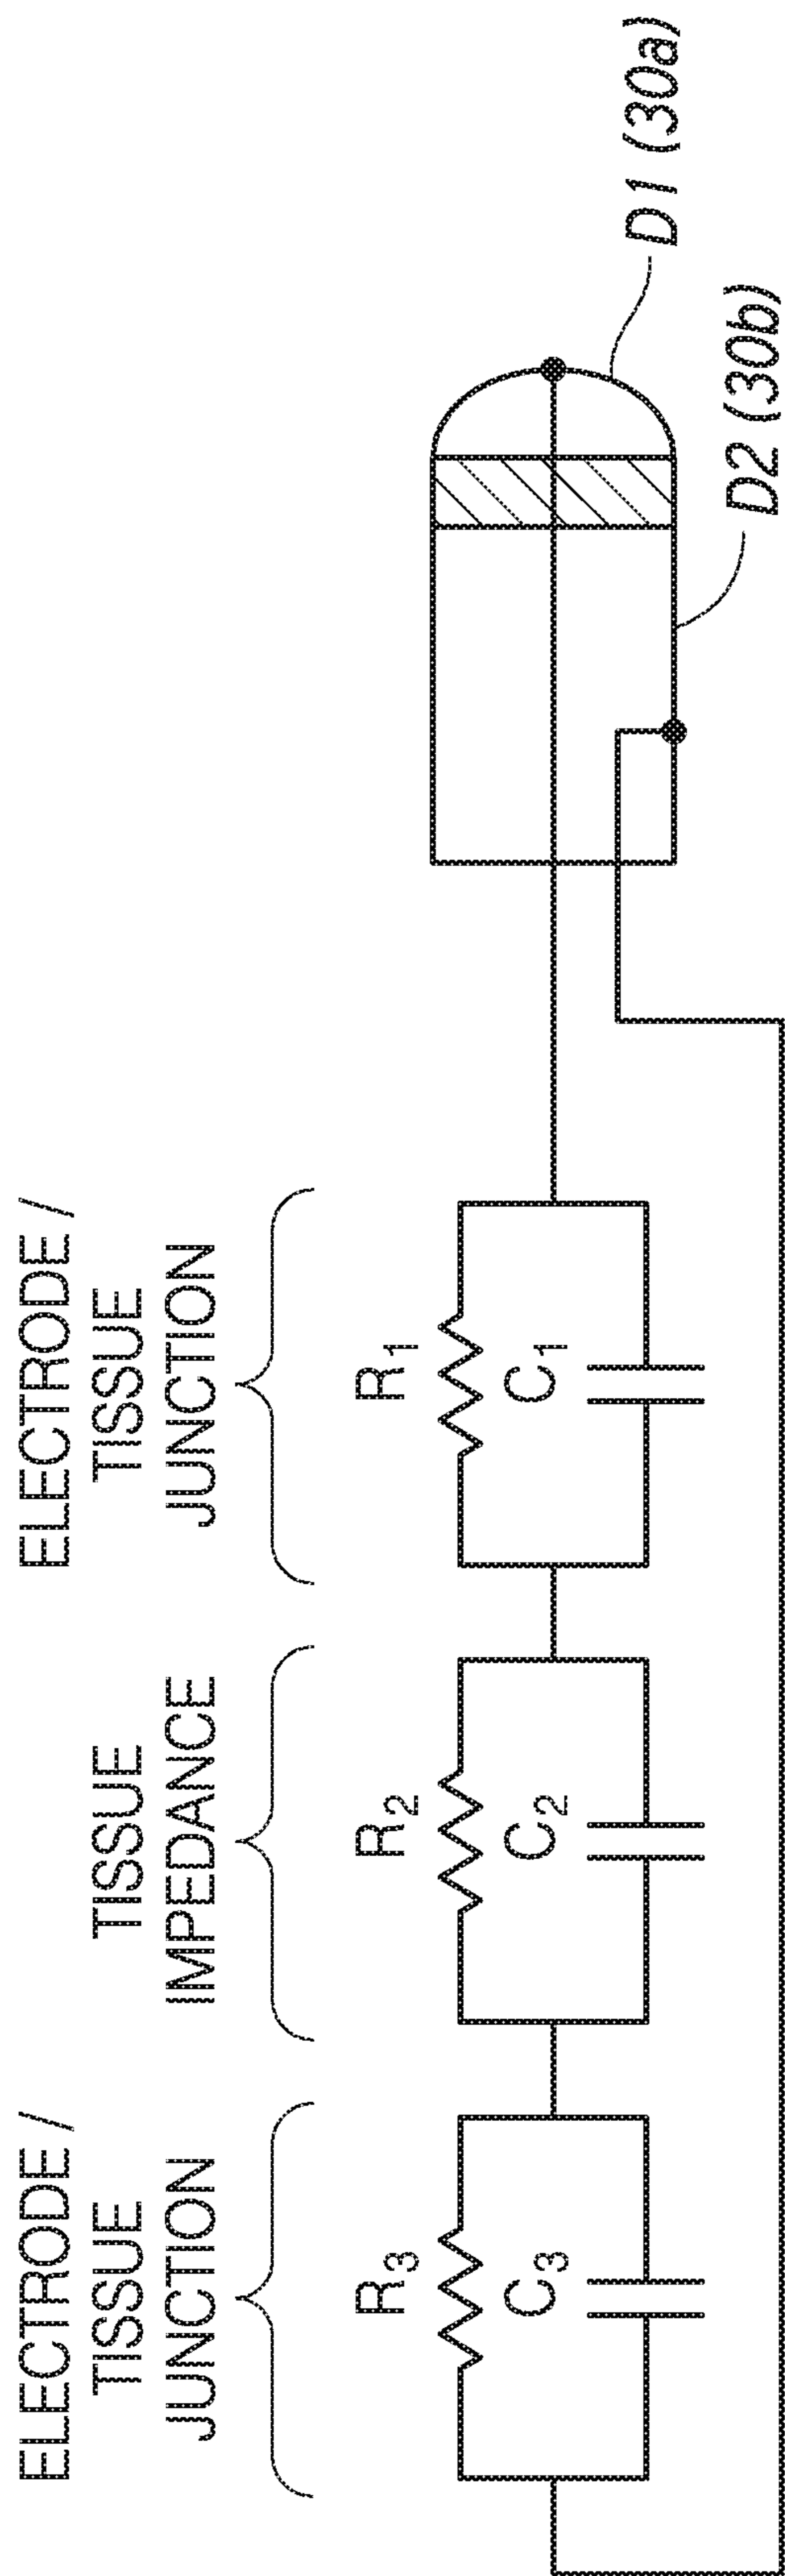 ELECTRODE /
TISSUE
JUNCTION
TISSUE
IMPEDANCE
ELECTRODE /
TISSUE
JUNCTION
R3
C3
R2
C2
R1
C1
D1 (30a)
D2 (30b)